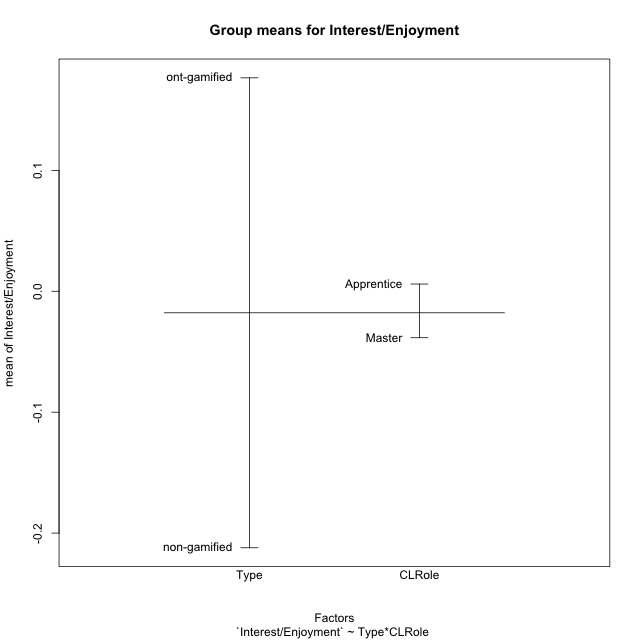 Group means for Interest/Enjoyment
mean of Interest/Enjoyment
0.1
0.0
-0.1
-0.2
ont-gamified
Apprentice
Master
non-gamified
Type
CLRole
Factors
`Interest/Enjoyment` ~ Type*CLRole